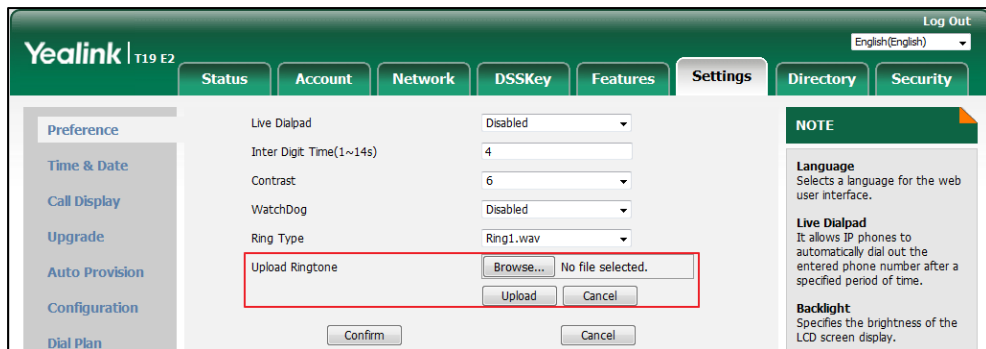 Log Out
English(English)
Yealink | T19 E2
Status Account Network DSSKey Features Settings Directory Security
Preference
Time & Date
Call Display
Upgrade
Auto Provision
Configuration
Dial Plan
Live Dialpad Disabled
Inter Digit Time(1~14s) 4
Contrast 6
WatchDog Disabled
Ring Type Ring1.wav
Upload Ringtone Browse... No file selected.
Upload Cancel
Confirm Cancel
NOTE
Language
Selects a language for the web
user interface.
Live Dialpad
It allows IP phones to
automatically dial out the
entered phone number after a
specified period of time.
Backlight
Specifies the brightness of the
LCD screen display.